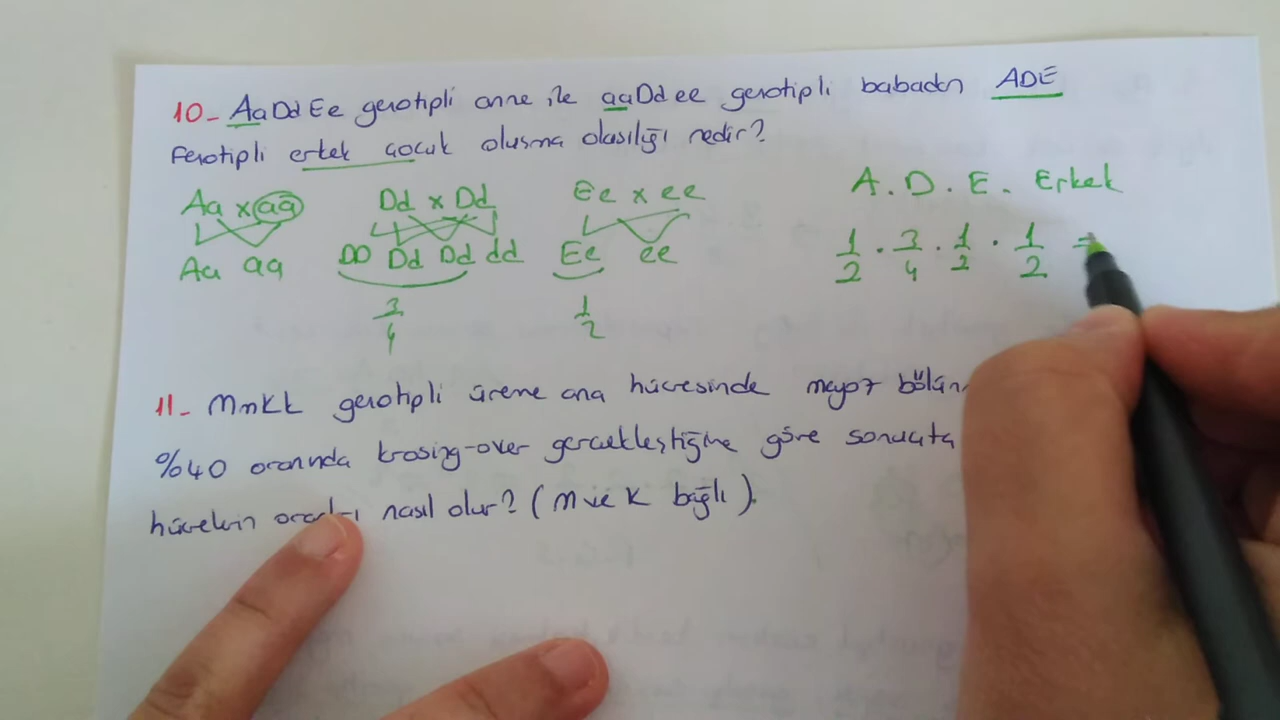 10- AaDdEe genotipli anne ile aaDdee genotipli babadan ADE
fenotipli erkek çocuk oluşma olasılığı nedir?
A . D . E . Erkek
Aa x aa Dd x Dd Ee x ee
Aa aa DD Dd Dd dd Ee ee
1/2 . 3/4 . 1/2 . 1/2 =
3/4 1/2
11- MmKk genotipli üreme ana hücresinde mayoz
%40 oranında krosing-over gerçekleştiğine göre sonuçta
nasıl olur? (M ve K bağlı).